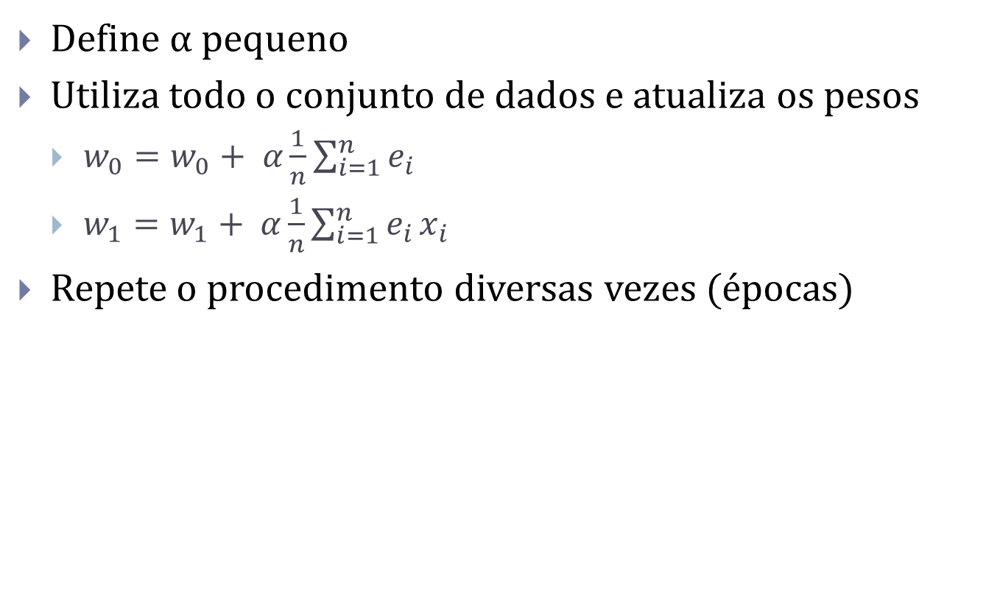 Define α pequeno
Utiliza todo o conjunto de dados e atualiza os pesos
$w_0 = w_0 + \alpha \frac{1}{n} \sum_{i=1}^{n} e_i$
$w_1 = w_1 + \alpha \frac{1}{n} \sum_{i=1}^{n} e_i x_i$
Repete o procedimento diversas vezes (épocas)